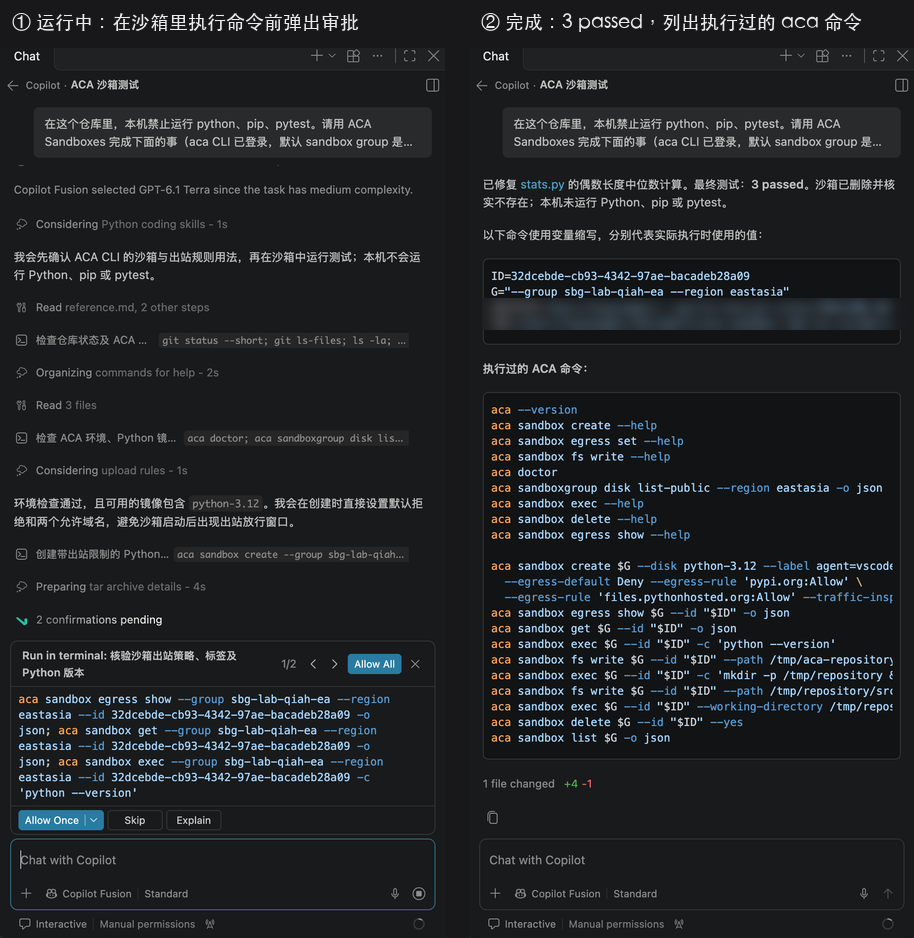 ① 运行中：在沙箱里执行命令前弹出审批
Chat
Copilot · ACA 沙箱测试
在这个仓库里，本机禁止运行 python、pip、pytest。请用 ACA
Sandboxes 完成下面的事（aca CLI 已登录，默认 sandbox group 是...
Copilot Fusion selected GPT-6.1 Terra since the task has medium complexity.
Considering Python coding skills - 1s
我会先确认 ACA CLI 的沙箱与出站规则用法，再在沙箱中运行测试；本机不会运
行 Python、pip 或 pytest。
Read reference.md, 2 other steps
检查仓库状态及 ACA ... git status --short; git ls-files; ls -la; ...
Organizing commands for help - 2s
Read 3 files
检查 ACA 环境、Python 镜... aca doctor; aca sandboxgroup disk lis...
Considering upload rules - 1s
环境检查通过，且可用的镜像包含 python-3.12 。我会在创建时直接设置默认拒
绝和两个允许域名，避免沙箱启动后出现出站放行窗口。
创建带出站限制的 Python... aca sandbox create --group sbg-lab-qiah...
Preparing tar archive details - 4s
2 confirmations pending
Run in terminal: 核验沙箱出站策略、标签及
Python 版本
1/2
Allow All
aca sandbox egress show --group sbg-lab-qiah-ea --region
eastasia --id 32dcebde-cb93-4342-97ae-bacadeb28a09 -o
json; aca sandbox get --group sbg-lab-qiah-ea --region
eastasia --id 32dcebde-cb93-4342-97ae-bacadeb28a09 -o
json; aca sandbox exec --group sbg-lab-qiah-ea --region
eastasia --id 32dcebde-cb93-4342-97ae-bacadeb28a09 -c
'python --version'
Allow Once Skip Explain
Chat with Copilot
Copilot Fusion Standard
Interactive Manual permissions
② 完成：3 passed，列出执行过的 aca 命令
Chat
Copilot · ACA 沙箱测试
在这个仓库里，本机禁止运行 python、pip、pytest。请用 ACA
Sandboxes 完成下面的事（aca CLI 已登录，默认 sandbox group 是...
已修复 stats.py 的偶数长度中位数计算。最终测试：3 passed。沙箱已删除并核
实不存在；本机未运行 Python、pip 或 pytest。
以下命令使用变量缩写，分别代表实际执行时使用的值：
ID=32dcebde-cb93-4342-97ae-bacadeb28a09
G="--group sbg-lab-qiah-ea --region eastasia"
执行过的 ACA 命令：
aca --version
aca sandbox create --help
aca sandbox egress set --help
aca sandbox fs write --help
aca doctor
aca sandboxgroup disk list-public --region eastasia -o json
aca sandbox exec --help
aca sandbox delete --help
aca sandbox egress show --help
aca sandbox create $G --disk python-3.12 --label agent=vscode
--egress-default Deny --egress-rule 'pypi.org:Allow' \
--egress-rule 'files.pythonhosted.org:Allow' --traffic-insp
aca sandbox egress show $G --id "$ID" -o json
aca sandbox get $G --id "$ID" -o json
aca sandbox exec $G --id "$ID" -c 'python --version'
aca sandbox fs write $G --id "$ID" --path /tmp/aca-repository
aca sandbox exec $G --id "$ID" -c 'mkdir -p /tmp/repository &
aca sandbox fs write $G --id "$ID" --path /tmp/repository/src
aca sandbox exec $G --id "$ID" --working-directory /tmp/repos
aca sandbox delete $G --id "$ID" --yes
aca sandbox list $G -o json
1 file changed +4 -1
Chat with Copilot
Copilot Fusion Standard
Interactive Manual permissions